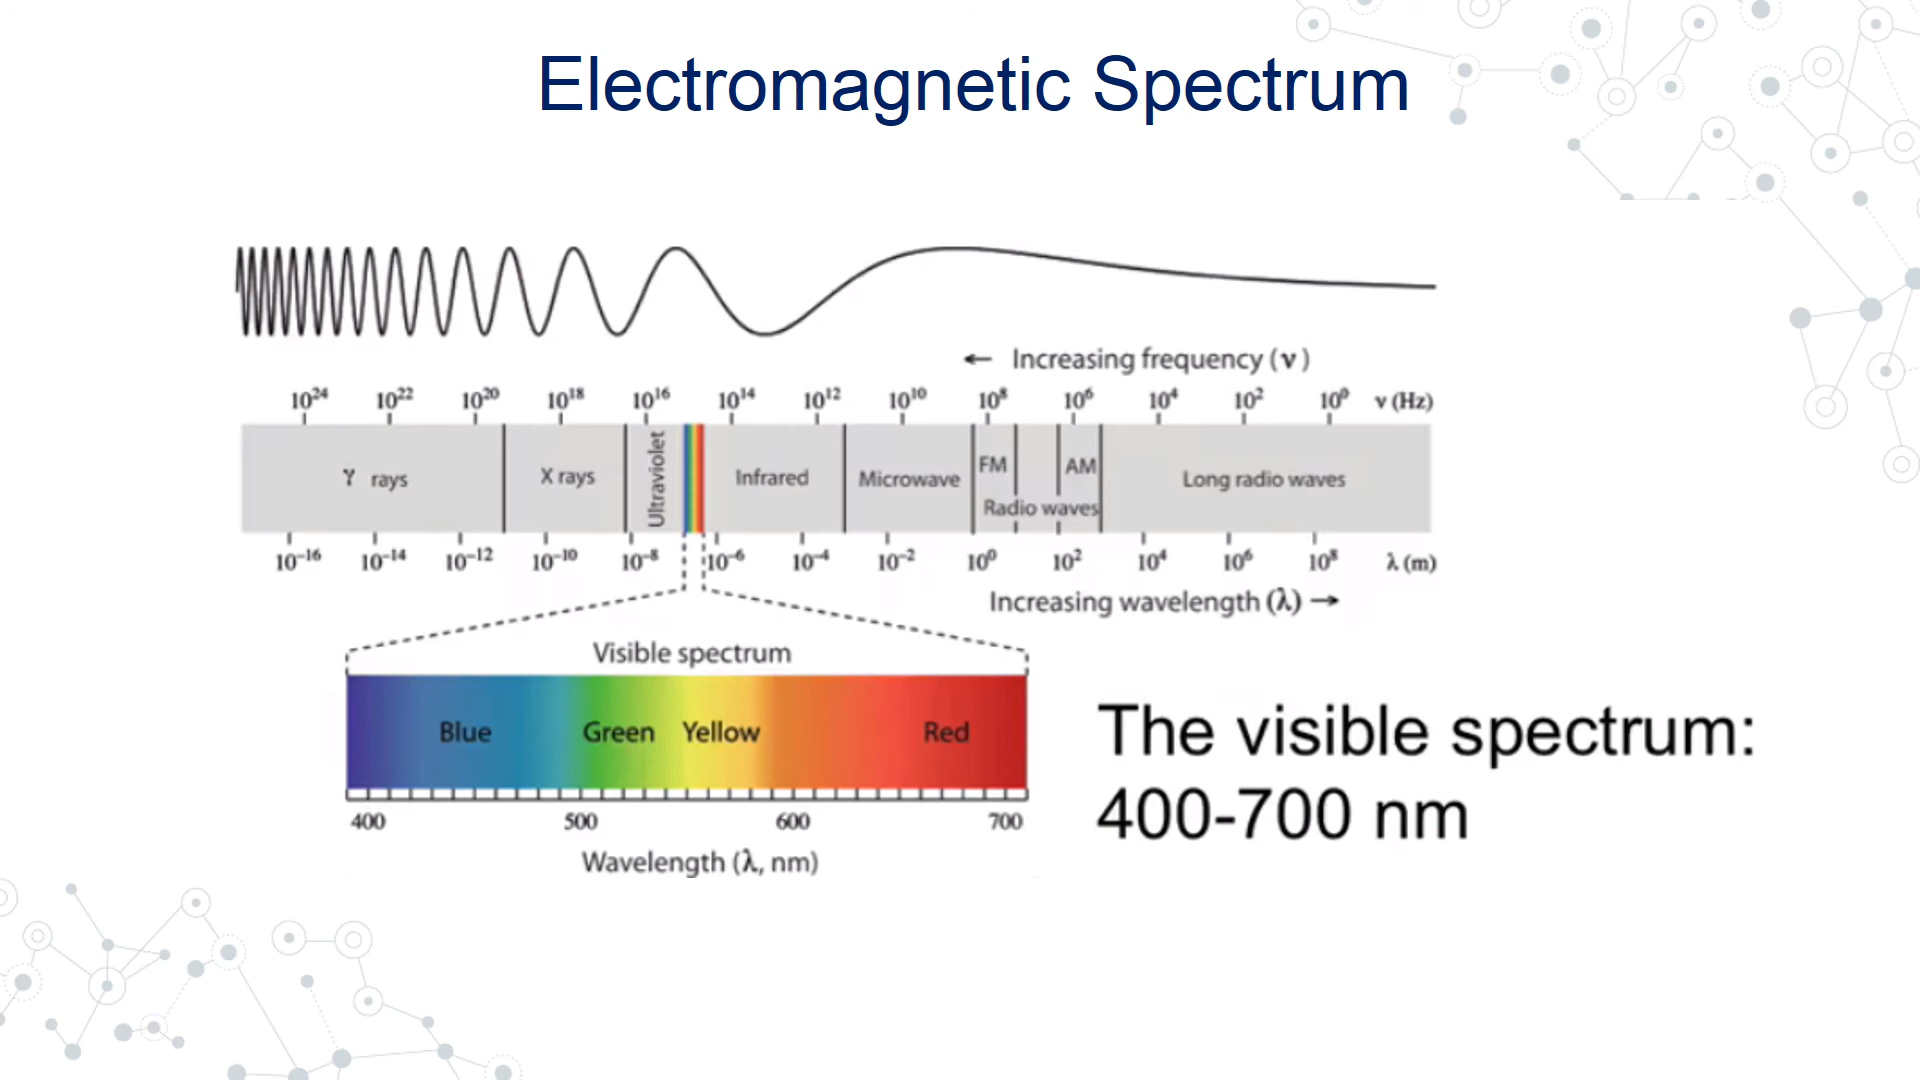 Electromagnetic Spectrum
← Increasing frequency (ν)
10²⁴ 10²² 10²⁰ 10¹⁸ 10¹⁶ 10¹⁴ 10¹² 10¹⁰ 10⁸ 10⁶ 10⁴ 10² 10⁰ ν (Hz)
γ rays X rays Ultraviolet Infrared Microwave FM AM Long radio waves
Radio waves
10⁻¹⁶ 10⁻¹⁴ 10⁻¹² 10⁻¹⁰ 10⁻⁸ 10⁻⁶ 10⁻⁴ 10⁻² 10⁰ 10² 10⁴ 10⁶ 10⁸ λ (m)
Increasing wavelength (λ) →
Visible spectrum
Blue Green Yellow Red
400 500 600 700
Wavelength (λ, nm)
The visible spectrum:
400-700 nm